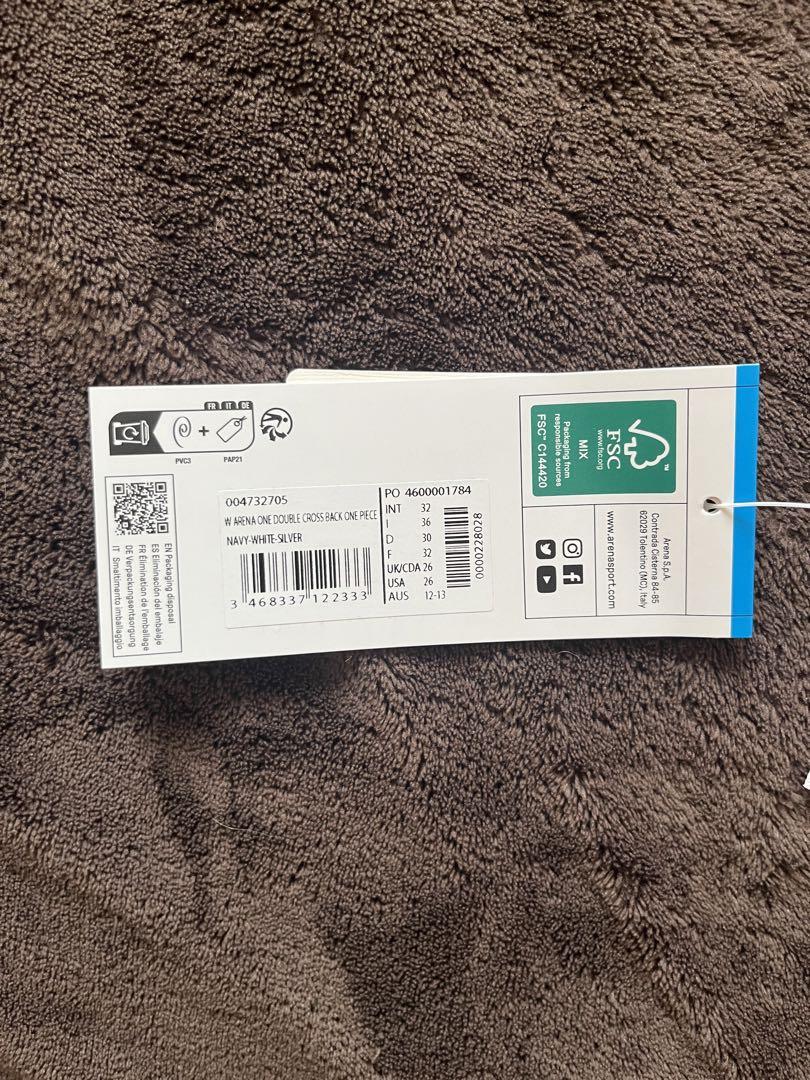 004732705
W ARENA ONE DOUBLE CROSS BACK ONE PIECE
NAVY-WHITE-SILVER
3 468337 122333
PO 4600001784
INT 32
I 36
D 30
F 32
UK/CDA 26
USA 26
AUS 12-13
0000228028
FR IT DE
+
PVC3
PAP21
EN Packaging disposal
ES Eliminación del embalaje
FR Élimination de l'emballage
DE Verpackungsentsorgung
IT Smaltimento imballaggio
FSC
www.fsc.org
MIX
Packaging from
responsible sources
FSC™ C144420
Arena S.p.A.
Contrada Cisterna 84-85
62029 Tolentino (MC), Italy
www.arenasport.com